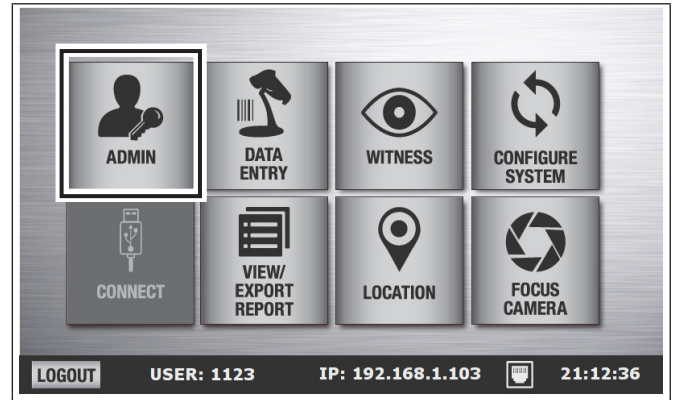 ADMIN
DATA
ENTRY
WITNESS
CONFIGURE
SYSTEM
CONNECT
VIEW/
EXPORT
REPORT
LOCATION
FOCUS
CAMERA
LOGOUT USER: 1123 IP: 192.168.1.103 21:12:36